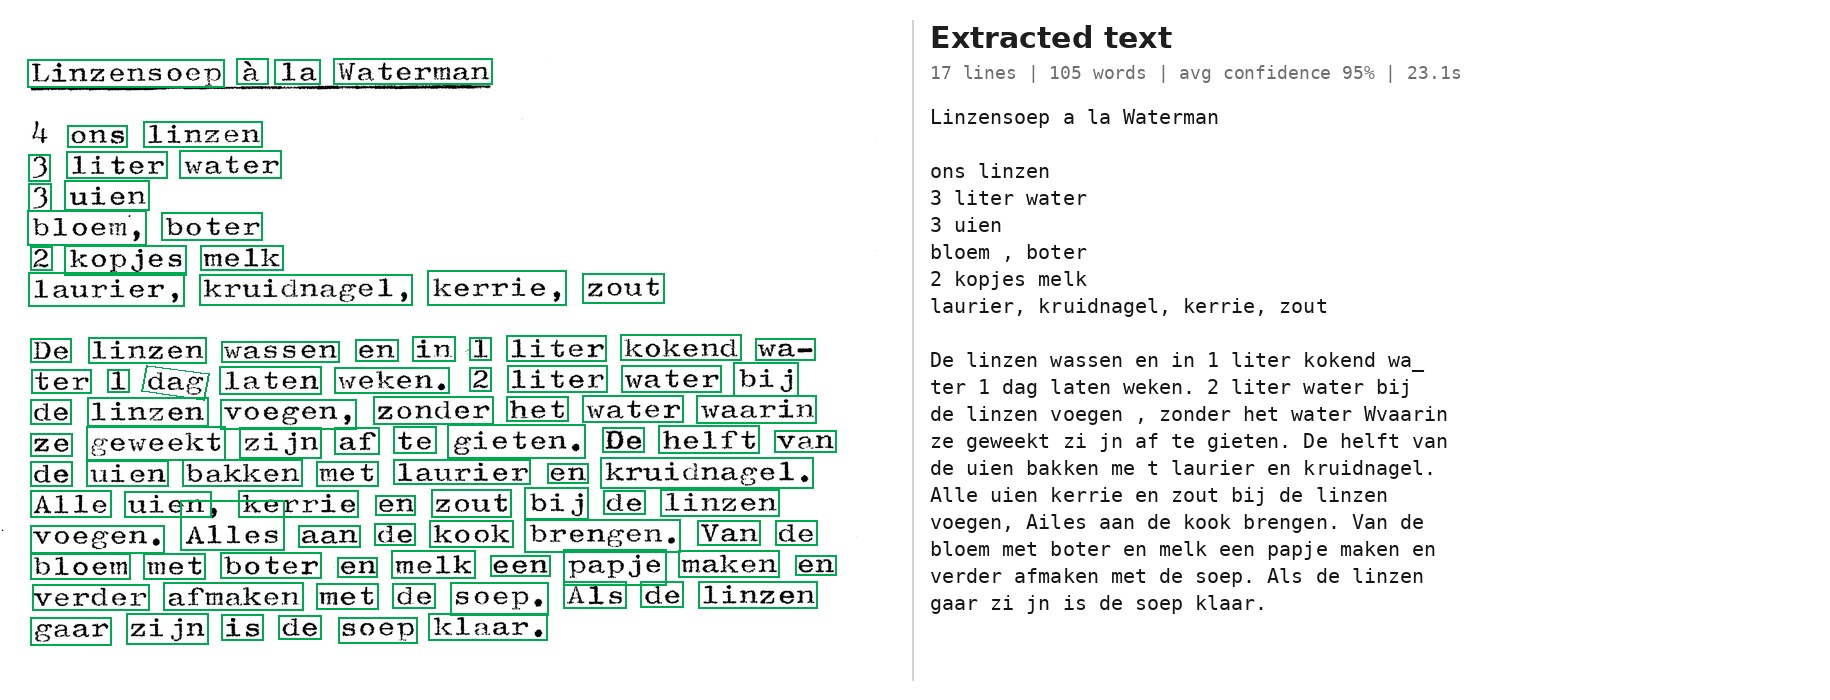 Linzensoep à la Waterman
4 ons linzen
3 liter water
3 uien
bloem, boter
2 kopjes melk
laurier, kruidnagel, kerrie, zout
De linzen wassen en in 1 liter kokend wa-
ter 1 dag laten weken. 2 liter water bij
de linzen voegen, zonder het water waarin
ze geweekt zijn af te gieten. De helft van
de uien bakken met laurier en kruidnagel.
Alle uien, kerrie en zout bij de linzen
voegen. Alles aan de kook brengen. Van de
bloem met boter en melk een papje maken en
verder afmaken met de soep. Als de linzen
gaar zijn is de soep klaar.
Extracted text
17 lines | 105 words | avg confidence 95% | 23.1s
Linzensoep a la Waterman
ons linzen
3 liter water
3 uien
bloem , boter
2 kopjes melk
laurier, kruidnagel, kerrie, zout
De linzen wassen en in 1 liter kokend wa_
ter 1 dag laten weken. 2 liter water bij
de linzen voegen , zonder het water Wvaarin
ze geweekt zi jn af te gieten. De helft van
de uien bakken me t laurier en kruidnagel.
Alle uien kerrie en zout bij de linzen
voegen, Ailes aan de kook brengen. Van de
bloem met boter en melk een papje maken en
verder afmaken met de soep. Als de linzen
gaar zi jn is de soep klaar.